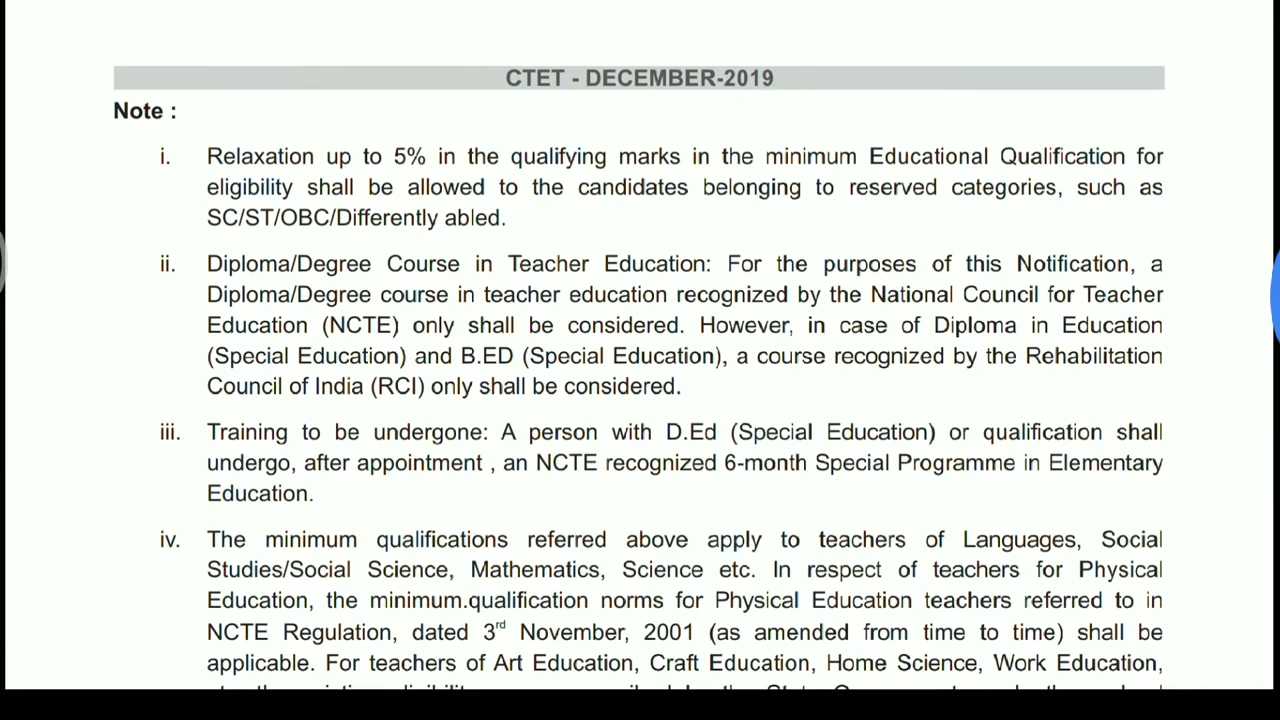 CTET - DECEMBER-2019
Note :
i. Relaxation up to 5% in the qualifying marks in the minimum Educational Qualification for
eligibility shall be allowed to the candidates belonging to reserved categories, such as
SC/ST/OBC/Differently abled.
ii. Diploma/Degree Course in Teacher Education: For the purposes of this Notification, a
Diploma/Degree course in teacher education recognized by the National Council for Teacher
Education (NCTE) only shall be considered. However, in case of Diploma in Education
(Special Education) and B.ED (Special Education), a course recognized by the Rehabilitation
Council of India (RCI) only shall be considered.
iii. Training to be undergone: A person with D.Ed (Special Education) or qualification shall
undergo, after appointment , an NCTE recognized 6-month Special Programme in Elementary
Education.
iv. The minimum qualifications referred above apply to teachers of Languages, Social
Studies/Social Science, Mathematics, Science etc. In respect of teachers for Physical
Education, the minimum.qualification norms for Physical Education teachers referred to in
NCTE Regulation, dated 3rd November, 2001 (as amended from time to time) shall be
applicable. For teachers of Art Education, Craft Education, Home Science, Work Education,